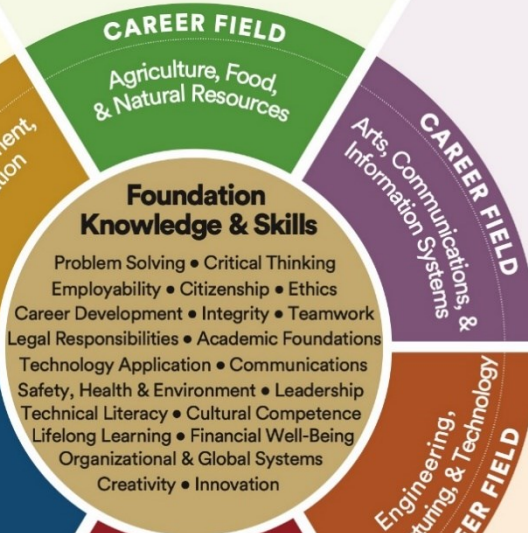 CAREER FIELD
Agriculture, Food,
& Natural Resources
CAREER FIELD
Arts, Communications, &
Information Systems
Foundation
Knowledge & Skills
Problem Solving • Critical Thinking
Employability • Citizenship • Ethics
Career Development • Integrity • Teamwork
Legal Responsibilities • Academic Foundations
Technology Application • Communications
Safety, Health & Environment • Leadership
Technical Literacy • Cultural Competence
Lifelong Learning • Financial Well-Being
Organizational & Global Systems
Creativity • Innovation
Engineering,
& Technology
FIELD